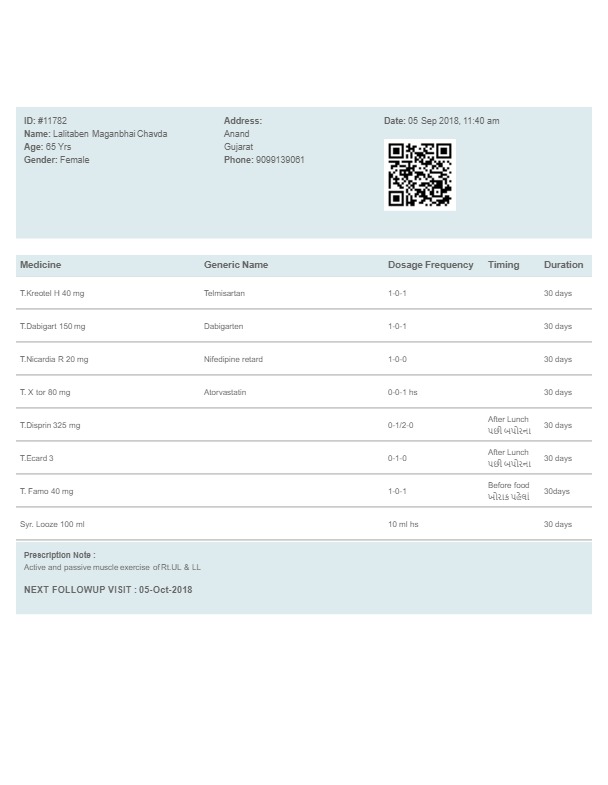 ID: #11782
Name: Lalitaben Maganbhai Chavda
Age: 65 Yrs
Gender: Female
Address:
Anand
Gujarat
Phone: 9099139061
Date: 05 Sep 2018, 11:40 am
Medicine Generic Name Dosage Frequency Timing Duration
T.Kreotel H 40 mg Telmisartan 1-0-1 30 days
T.Dabigart 150 mg Dabigarten 1-0-1 30 days
T.Nicardia R 20 mg Nifedipine retard 1-0-0 30 days
T. X tor 80 mg Atorvastatin 0-0-1 hs 30 days
T.Disprin 325 mg 0-1/2-0 After Lunch 30 days
પછી બપોરના
T.Ecard 3 0-1-0 After Lunch 30 days
પછી બપોરના
T. Famo 40 mg 1-0-1 Before food 30days
ખોરાક પહેલાં
Syr. Looze 100 ml 10 ml hs 30 days
Prescription Note :
Active and passive muscle exercise of Rt.UL & LL
NEXT FOLLOWUP VISIT : 05-Oct-2018